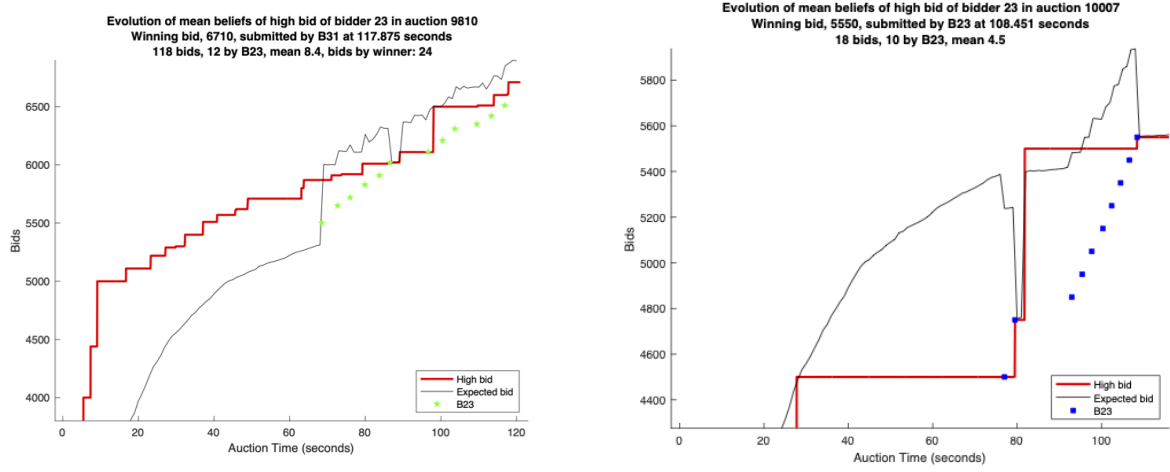 Evolution of mean beliefs of high bid of bidder 23 in auction 9810
Winning bid, 6710, submitted by B31 at 117.875 seconds
118 bids, 12 by B23, mean 8.4, bids by winner: 24
6500
6000
5500
5000
4500
4000
Bids
0 20 40 60 80 100 120
Auction Time (seconds)
High bid
Expected bid
B23
Evolution of mean beliefs of high bid of bidder 23 in auction 10007
Winning bid, 5550, submitted by B23 at 108.451 seconds
18 bids, 10 by B23, mean 4.5
5800
5600
5400
5200
5000
4800
4600
4400
Bids
0 20 40 60 80 100
Auction Time (seconds)
High bid
Expected bid
B23